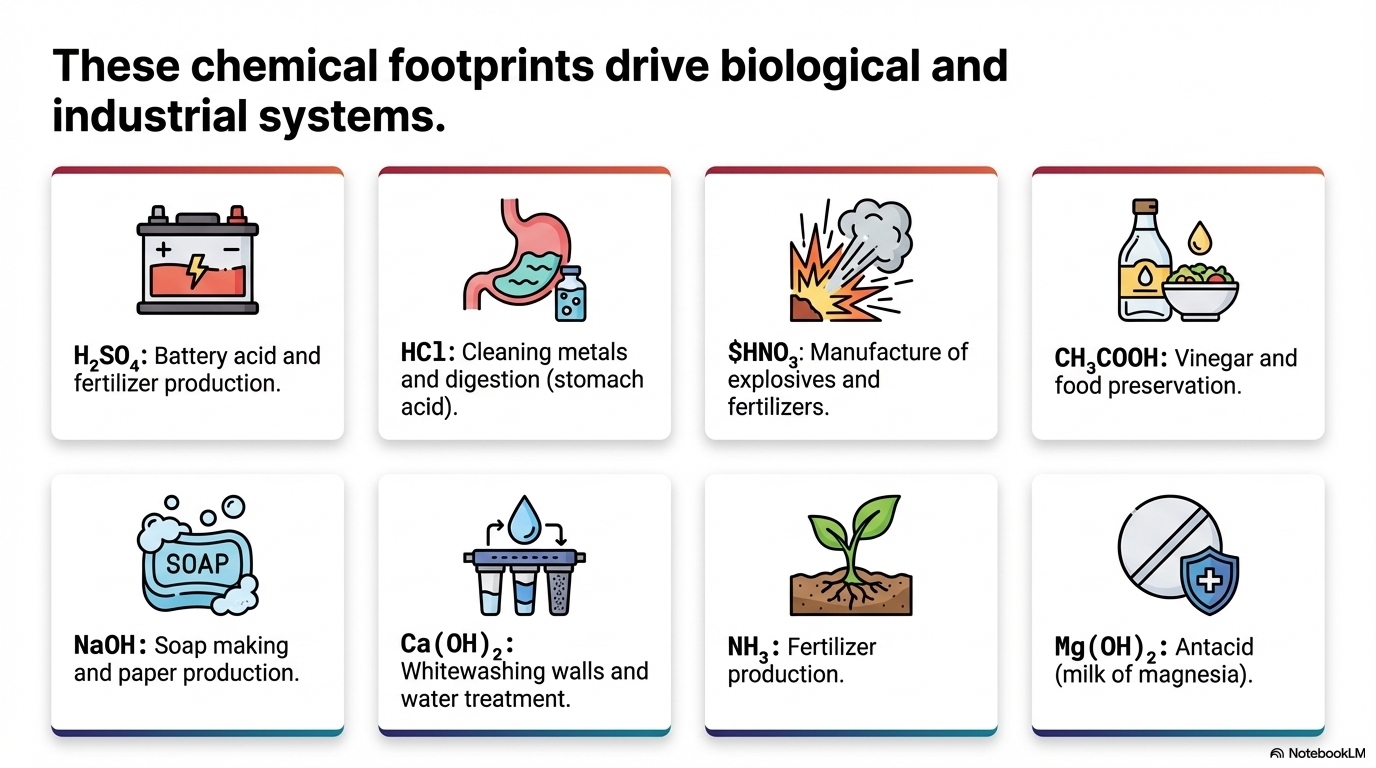 These chemical footprints drive biological and
industrial systems.
+ −
H₂SO₄: Battery acid and
fertilizer production.
HCl: Cleaning metals
and digestion (stomach
acid).
$HNO₃: Manufacture of
explosives and
fertilizers.
CH₃COOH: Vinegar and
food preservation.
SOAP
NaOH: Soap making
and paper production.
Ca(OH)₂:
Whitewashing walls and
water treatment.
NH₃: Fertilizer
production.
Mg(OH)₂: Antacid
(milk of magnesia).
NotebookLM